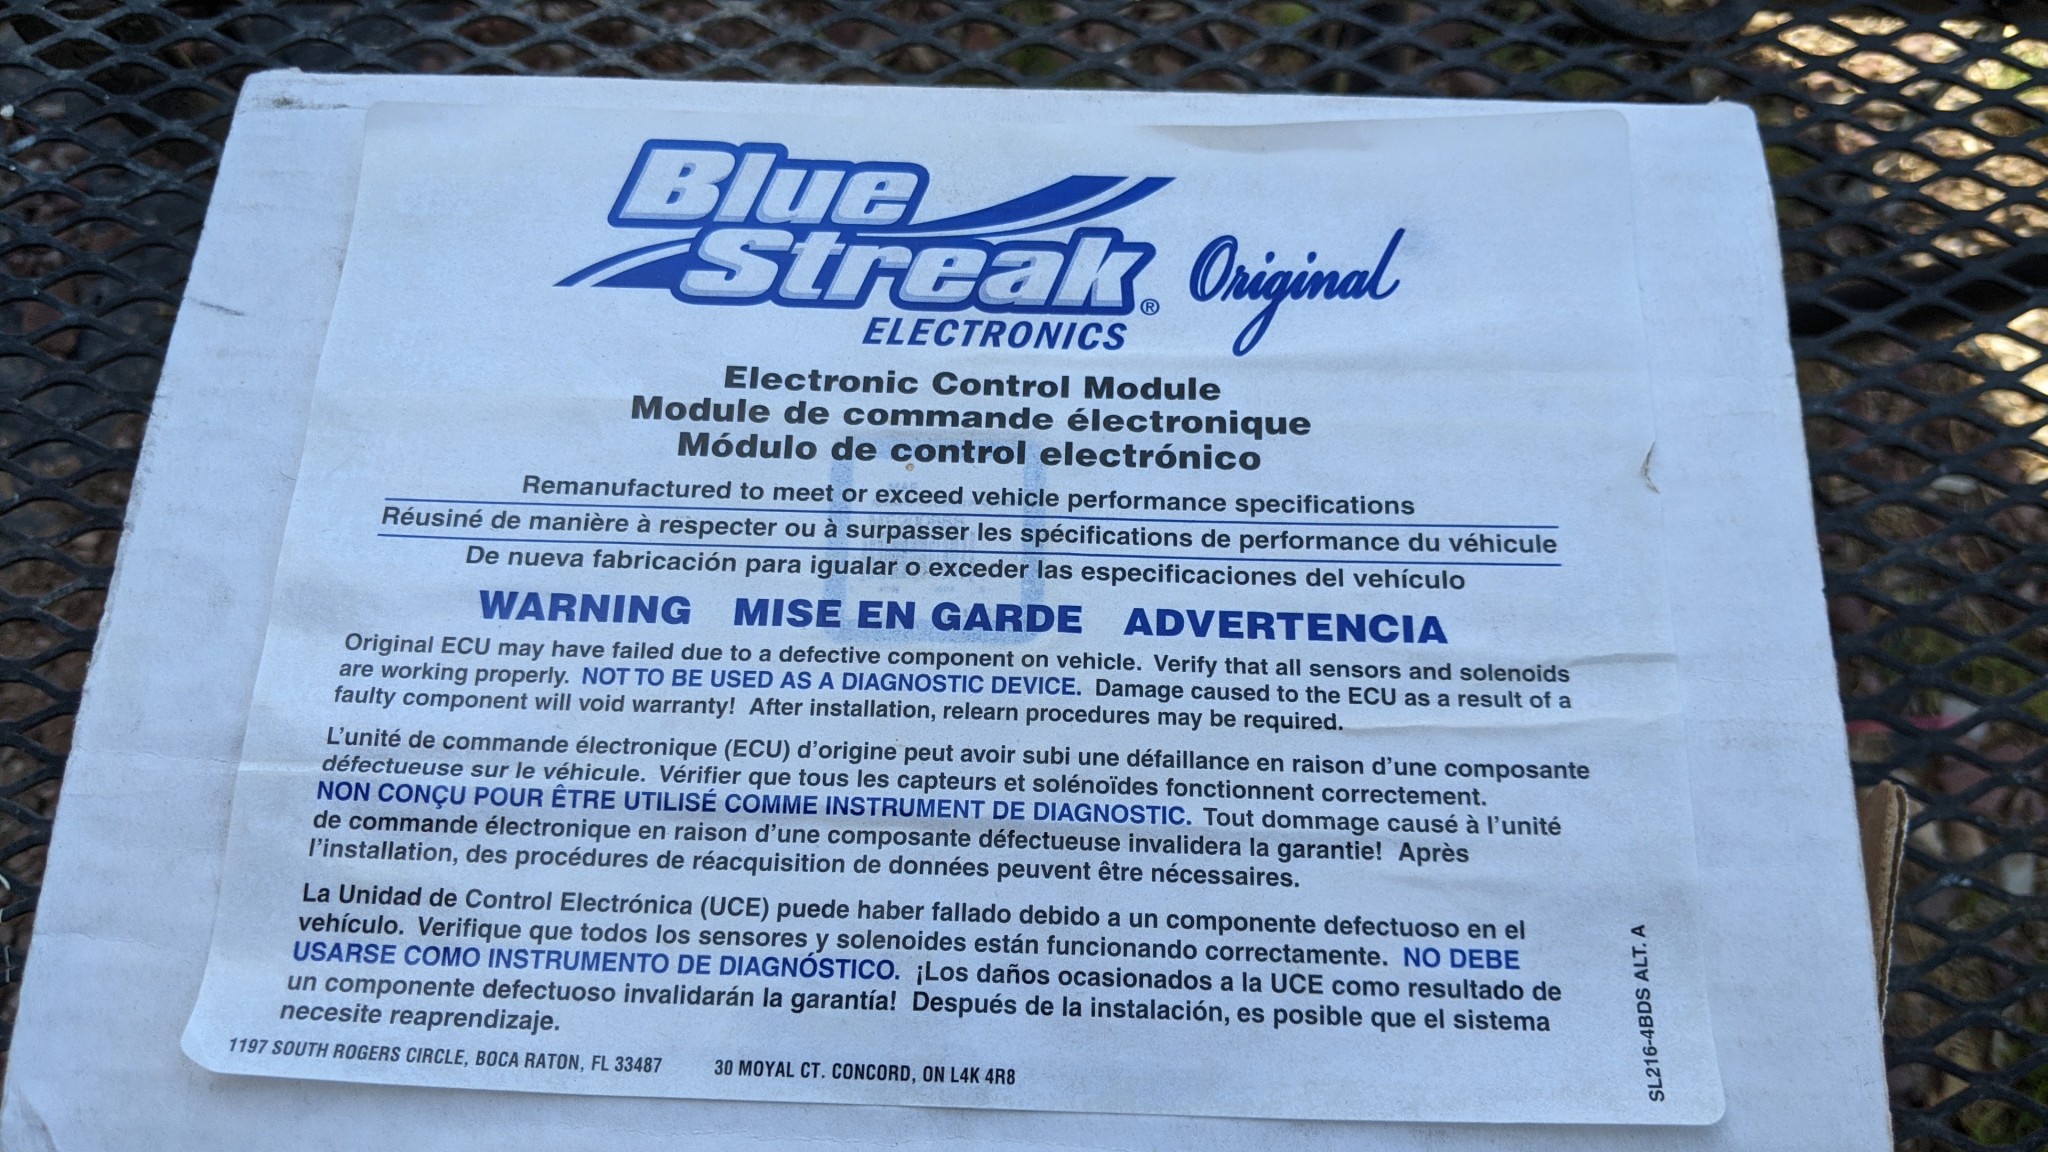 Blue
Streak®
ELECTRONICS
Original
Electronic Control Module
Module de commande électronique
Módulo de control electrónico
Remanufactured to meet or exceed vehicle performance specifications
Réusiné de manière à respecter ou à surpasser les spécifications de performance du véhicule
De nueva fabricación para igualar o exceder las especificaciones del vehículo
WARNING MISE EN GARDE ADVERTENCIA
Original ECU may have failed due to a defective component on vehicle. Verify that all sensors and solenoids
are working properly. NOT TO BE USED AS A DIAGNOSTIC DEVICE. Damage caused to the ECU as a result of a
faulty component will void warranty! After installation, relearn procedures may be required.
L'unité de commande électronique (ECU) d'origine peut avoir subi une défaillance en raison d'une composante
défectueuse sur le véhicule. Vérifier que tous les capteurs et solénoïdes fonctionnent correctement.
NON CONÇU POUR ÊTRE UTILISÉ COMME INSTRUMENT DE DIAGNOSTIC. Tout dommage causé à l'unité
de commande électronique en raison d'une composante défectueuse invalidera la garantie! Après
l'installation, des procédures de réacquisition de données peuvent être nécessaires.
La Unidad de Control Electrónica (UCE) puede haber fallado debido a un componente defectuoso en el
vehículo. Verifique que todos los sensores y solenoides están funcionando correctamente. NO DEBE
USARSE COMO INSTRUMENTO DE DIAGNÓSTICO. ¡Los daños ocasionados a la UCE como resultado de
un componente defectuoso invalidarán la garantía! Después de la instalación, es posible que el sistema
necesite reaprendizaje.
1197 SOUTH ROGERS CIRCLE, BOCA RATON, FL 33487 30 MOYAL CT. CONCORD, ON L4K 4R8
SL216-4BDS ALT. A